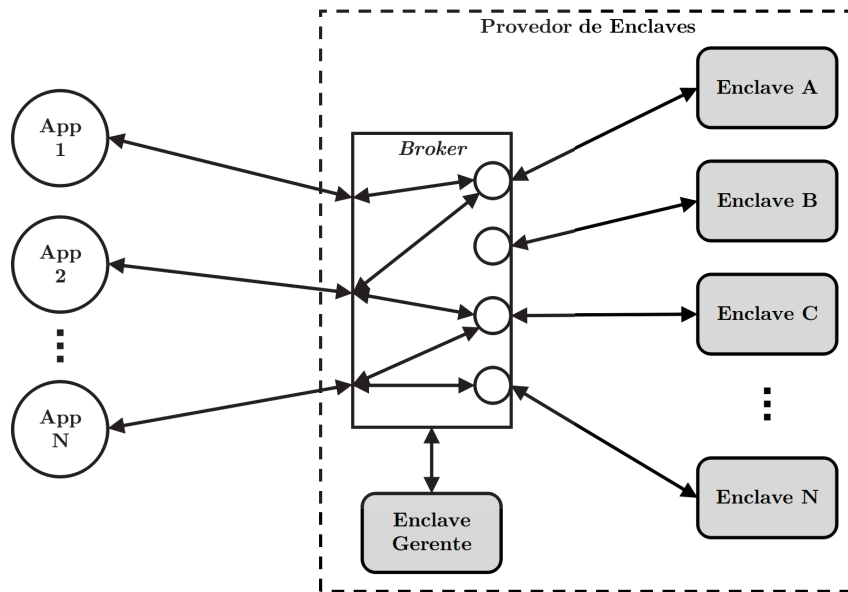 Provedor de Enclaves
App
1
App
2
App
N
Broker
Enclave A
Enclave B
Enclave C
Enclave N
Enclave
Gerente